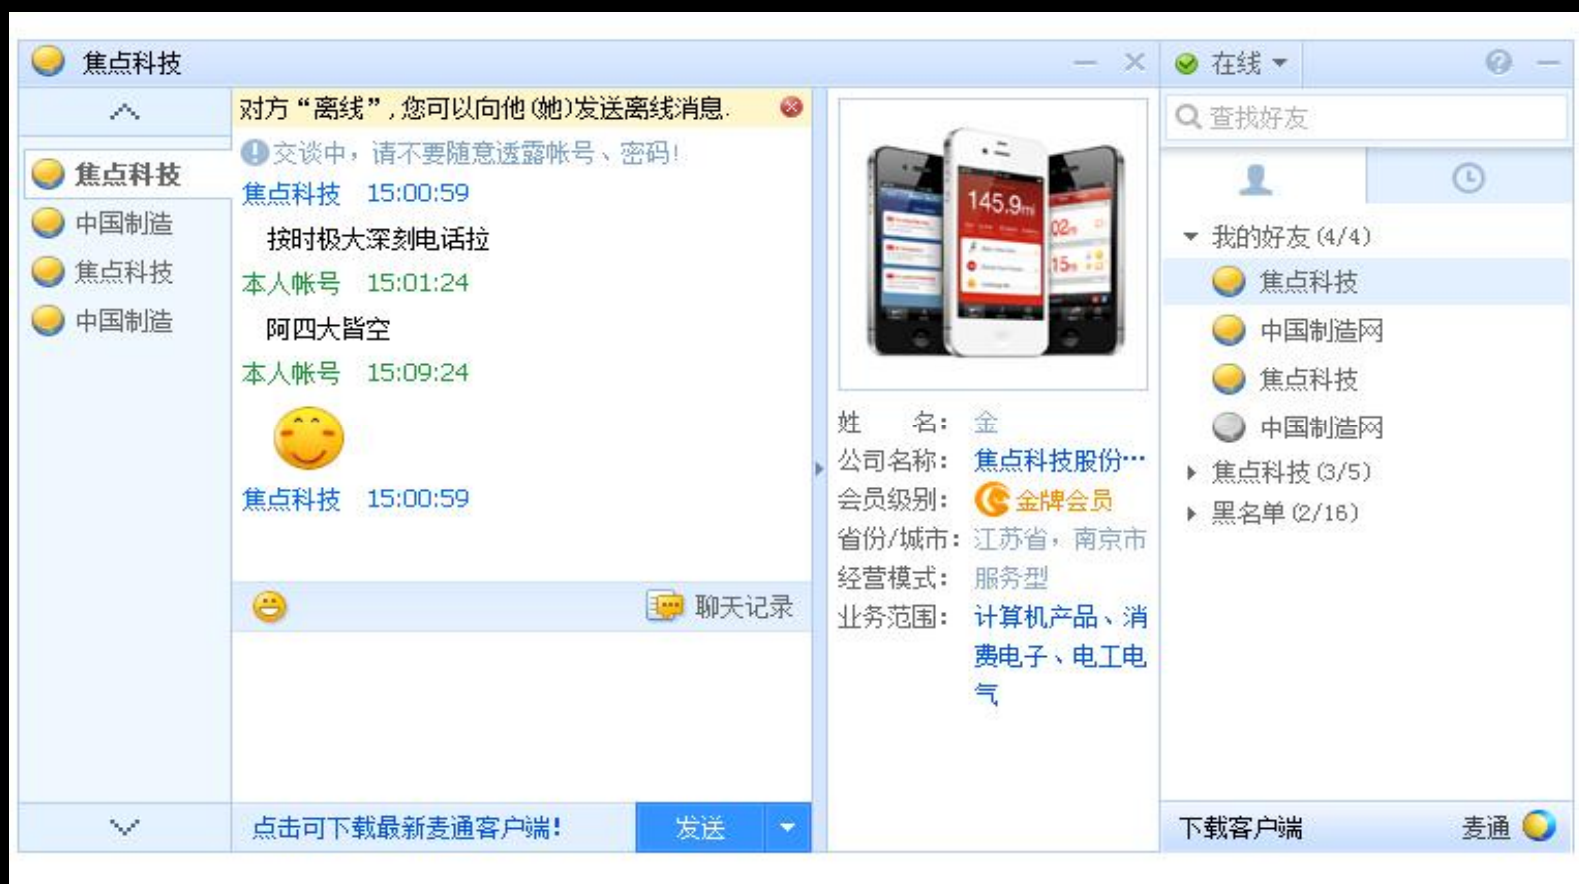 焦点科技
焦点科技
中国制造
焦点科技
中国制造
对方“离线”,您可以向他(她)发送离线消息.
交谈中，请不要随意透露帐号、密码!
焦点科技 15:00:59
按时极大深刻电话拉
本人帐号 15:01:24
阿四大皆空
本人帐号 15:09:24
焦点科技 15:00:59
聊天记录
点击可下载最新麦通客户端!
发送
145.9mi
02m
15m
姓 名： 金
公司名称： 焦点科技股份…
会员级别： 金牌会员
省份/城市： 江苏省，南京市
经营模式： 服务型
业务范围： 计算机产品、消
费电子、电工电
气
在线
查找好友
我的好友(4/4)
焦点科技
中国制造网
焦点科技
中国制造网
焦点科技(3/5)
黑名单(2/16)
下载客户端 麦通